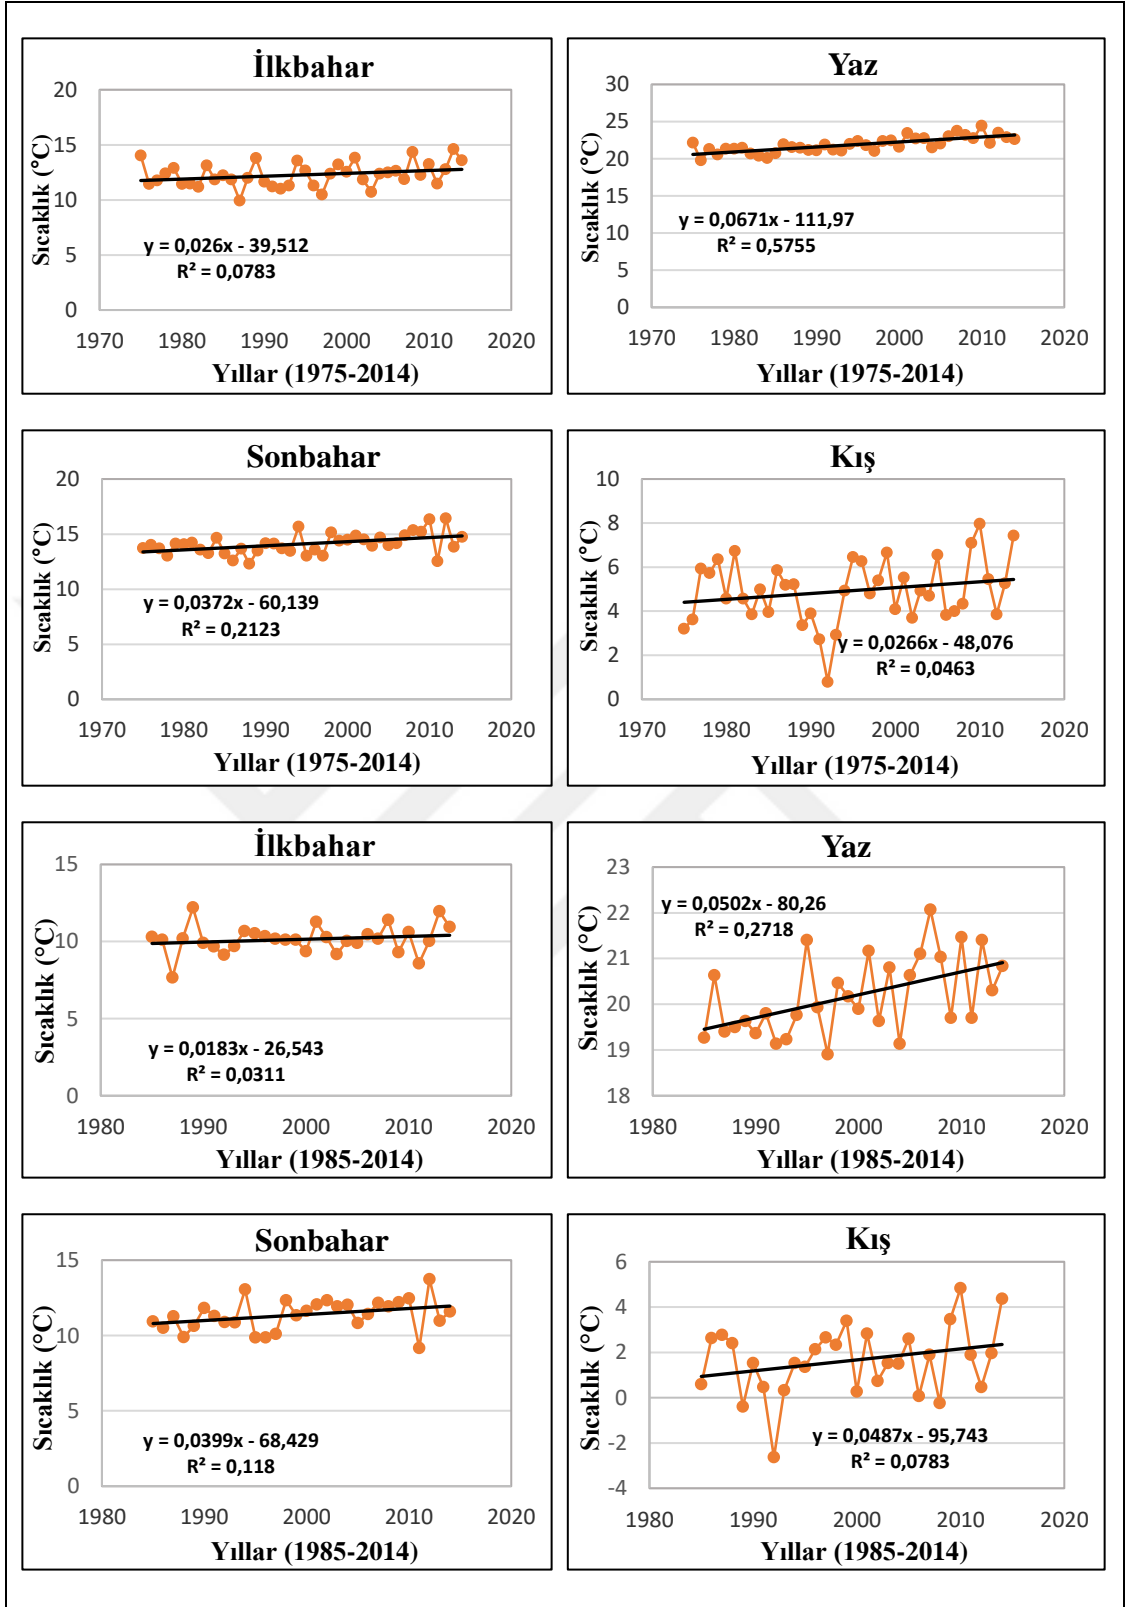 İlkbahar
20
15
10
5
0
Sıcaklık (°C)
y = 0,026x - 39,512
R² = 0,0783
1970 1980 1990 2000 2010 2020
Yıllar (1975-2014)
Yaz
30
25
20
15
10
5
0
Sıcaklık (°C)
y = 0,0671x - 111,97
R² = 0,5755
1970 1980 1990 2000 2010 2020
Yıllar (1975-2014)
Sonbahar
20
15
10
5
0
Sıcaklık (°C)
y = 0,0372x - 60,139
R² = 0,2123
1970 1980 1990 2000 2010 2020
Yıllar (1975-2014)
Kış
10
8
6
4
2
0
Sıcaklık (°C)
y = 0,0266x - 48,076
R² = 0,0463
1970 1980 1990 2000 2010 2020
Yıllar (1975-2014)
İlkbahar
15
10
5
0
Sıcaklık (°C)
y = 0,0183x - 26,543
R² = 0,0311
1980 1990 2000 2010 2020
Yıllar (1985-2014)
Yaz
23
22
21
20
19
18
Sıcaklık (°C)
y = 0,0502x - 80,26
R² = 0,2718
1980 1990 2000 2010 2020
Yıllar (1985-2014)
Sonbahar
15
10
5
0
Sıcaklık (°C)
y = 0,0399x - 68,429
R² = 0,118
1980 1990 2000 2010 2020
Yıllar (1985-2014)
Kış
6
4
2
0
-2
-4
Sıcaklık (°C)
y = 0,0487x - 95,743
R² = 0,0783
1980 1990 2000 2010 2020
Yıllar (1985-2014)